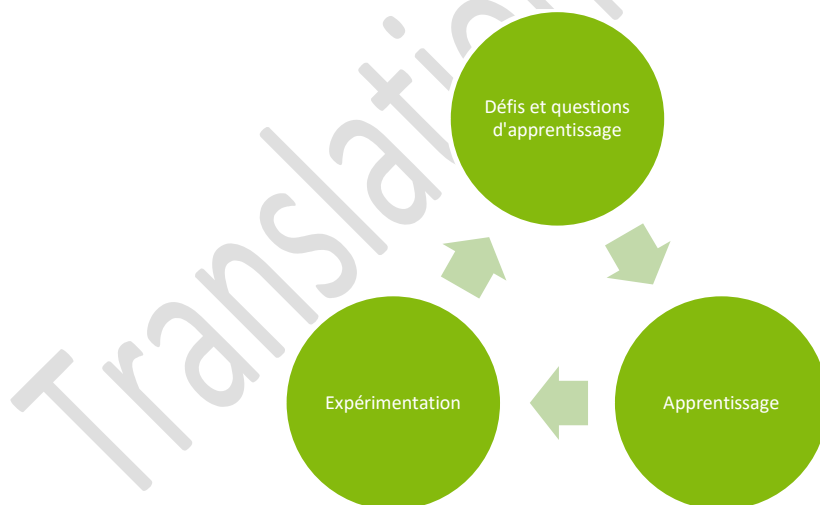 Défis et questions
d'apprentissage
Expérimentation
Apprentissage
Translation